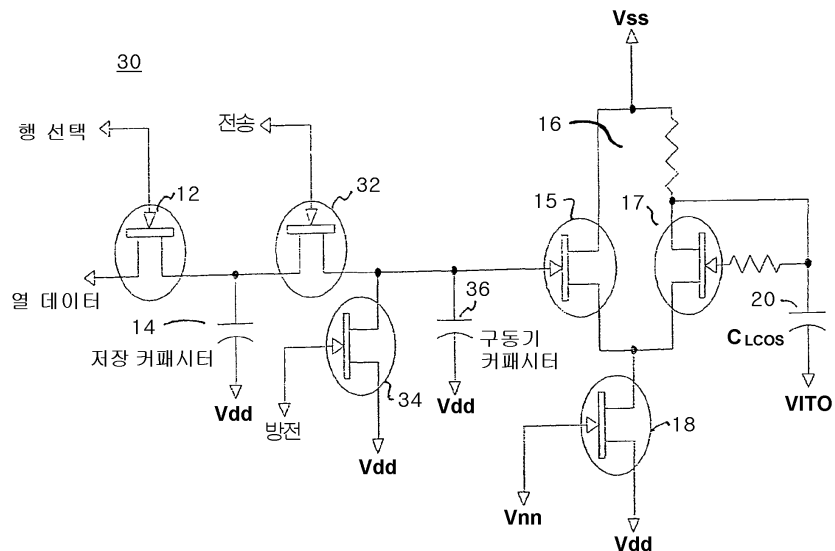 Vss
30
16
행 선택
전송
12
32
15
17
열 데이터
14
저장 커패시터
36
구동기
커패시터
20
CLCOS
Vdd
방전
34
Vdd
Vdd
18
VITO
Vnn
Vdd